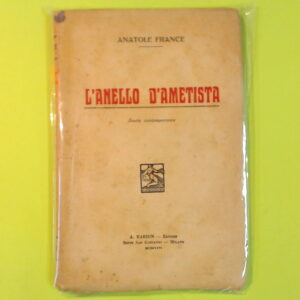 ANATOLE FRANCE
L'ANELLO D'AMETISTA
Storia contemporanea
A. BARION — Editore
Sesto San Giovanni — Milano